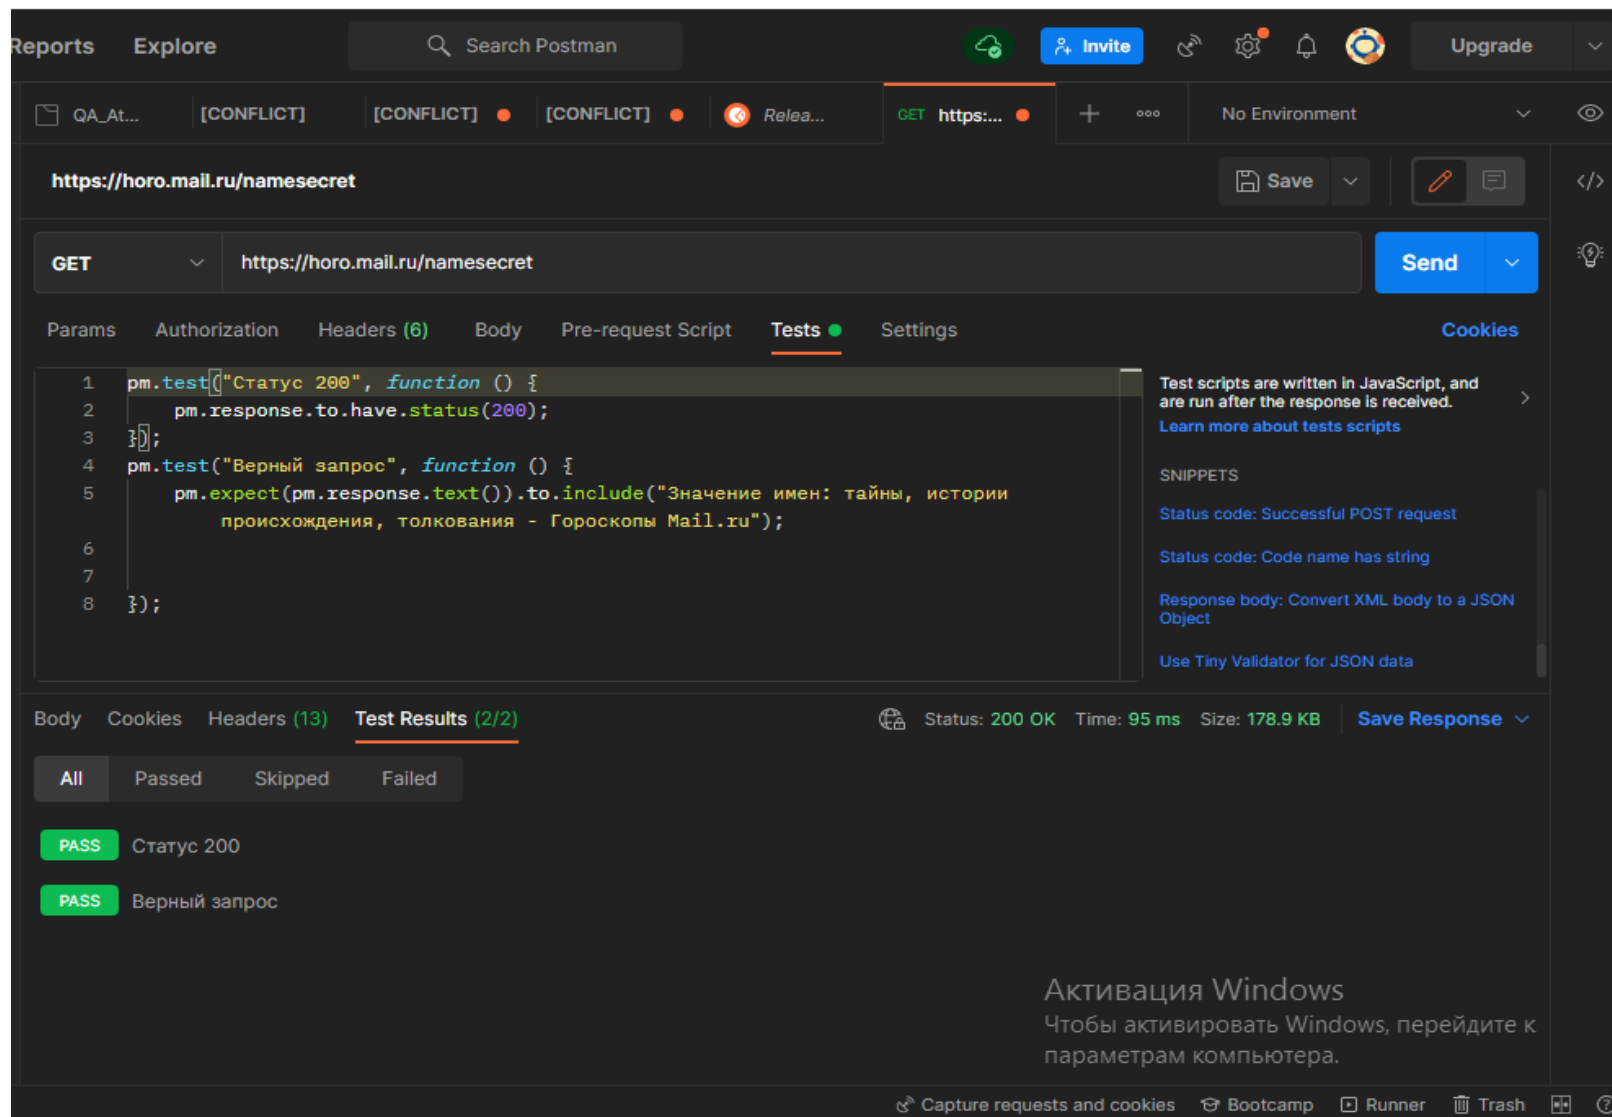 Reports Explore Search Postman Invite Upgrade
QA_At... [CONFLICT] [CONFLICT] [CONFLICT] Relea... GET https:... No Environment
https://horo.mail.ru/namesecret Save </>
GET https://horo.mail.ru/namesecret Send
Params Authorization Headers (6) Body Pre-request Script Tests Settings Cookies
1 pm.test("Статус 200", function () {
2 pm.response.to.have.status(200);
3 });
4 pm.test("Верный запрос", function () {
5 pm.expect(pm.response.text()).to.include("Значение имен: тайны, истории
происхождения, толкования - Гороскопы Mail.ru");
6
7
8 });
Test scripts are written in JavaScript, and
are run after the response is received.
Learn more about tests scripts
SNIPPETS
Status code: Successful POST request
Status code: Code name has string
Response body: Convert XML body to a JSON
Object
Use Tiny Validator for JSON data
Body Cookies Headers (13) Test Results (2/2) Status: 200 OK Time: 95 ms Size: 178.9 KB Save Response
All Passed Skipped Failed
PASS Статус 200
PASS Верный запрос
Активация Windows
Чтобы активировать Windows, перейдите к
параметрам компьютера.
Capture requests and cookies Bootcamp Runner Trash